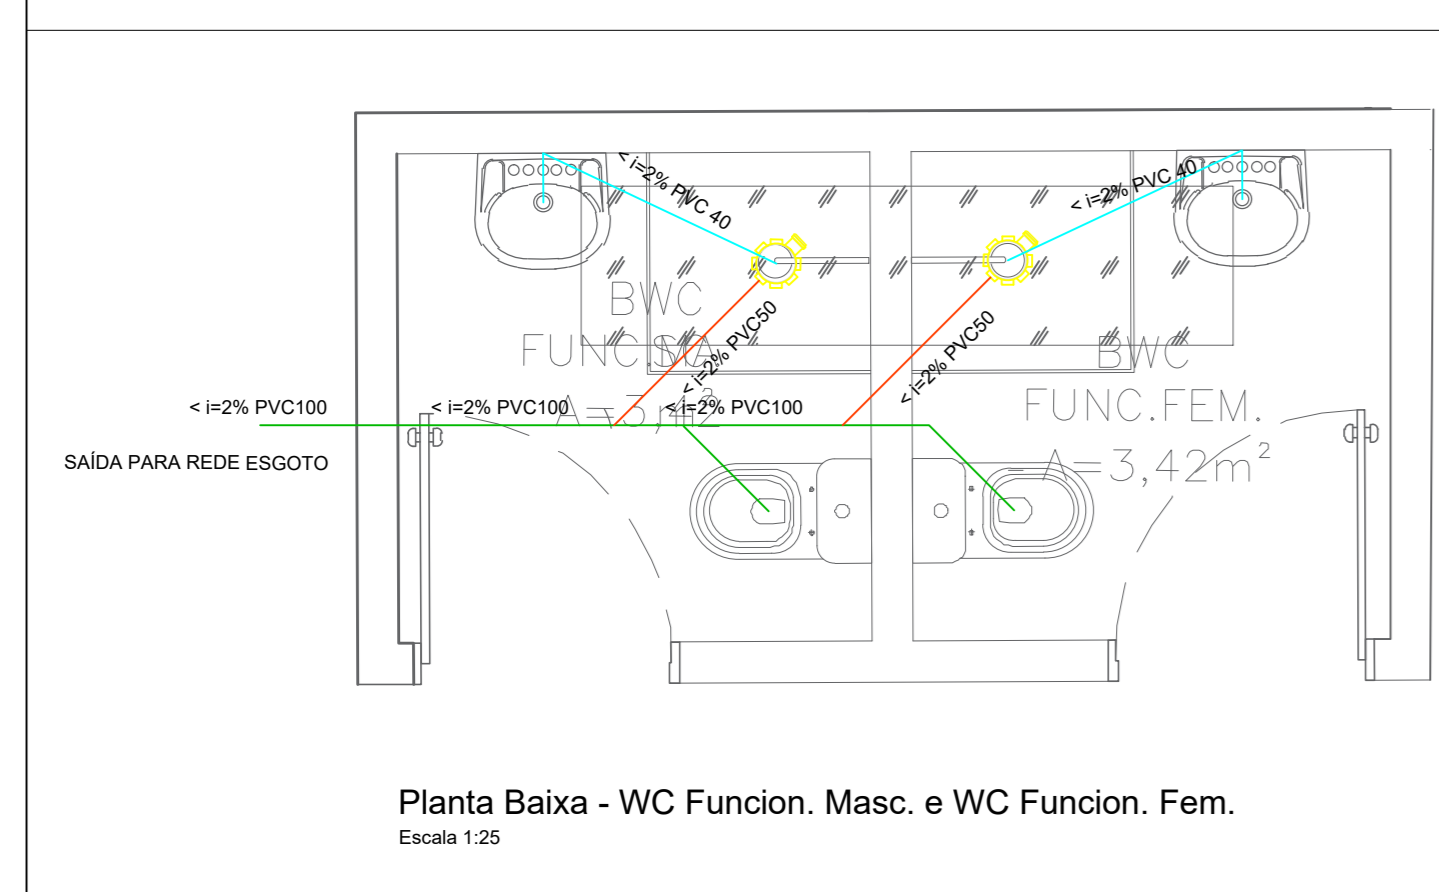 < i=2% PVC 40
< i=2% PVC 40
BWC
FUNC.
< i=2% PVC50
< i=2% PVC50
BWC
FUNC.FEM.
A=3,42m²
< i=2% PVC100
< i=2% PVC100
< i=2% PVC100
SAÍDA PARA REDE ESGOTO
Planta Baixa - WC Funcion. Masc. e WC Funcion. Fem.
Escala 1:25